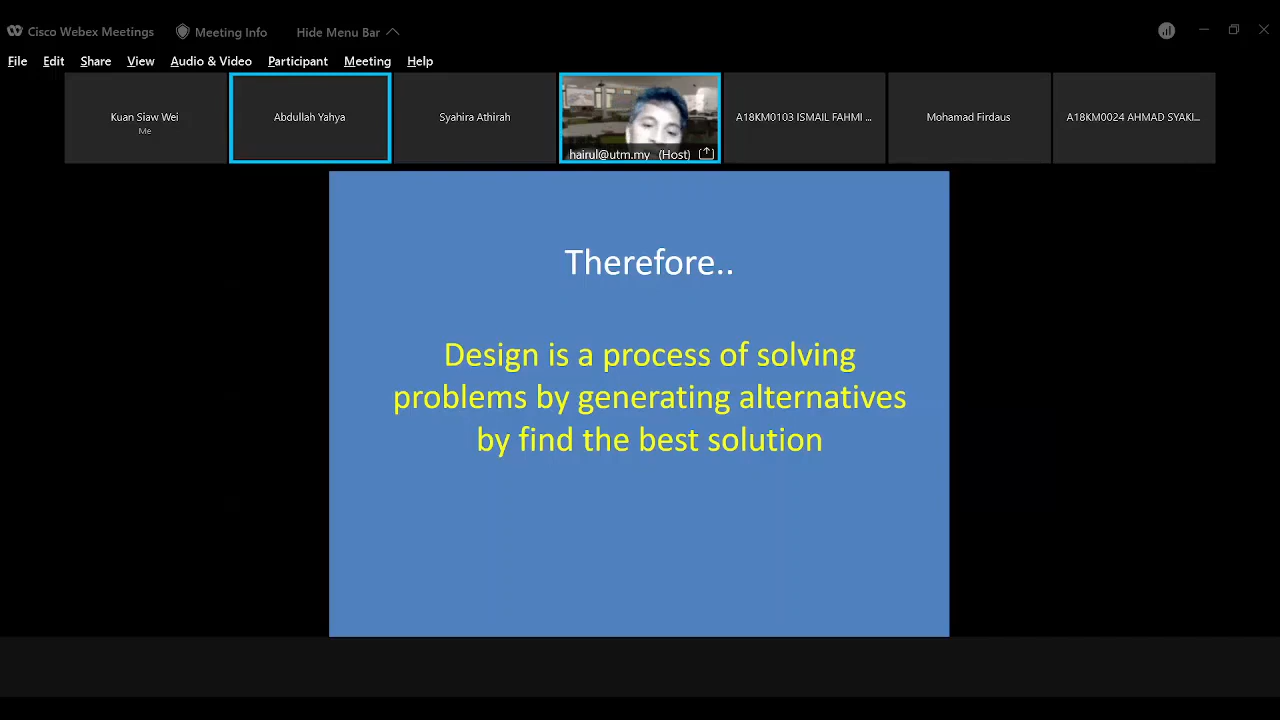 Cisco Webex Meetings Meeting Info Hide Menu Bar
File Edit Share View Audio & Video Participant Meeting Help
Kuan Siaw Wei
Me
Abdullah Yahya
Syahira Athirah
hairul@utm.my (Host)
A18KM0103 ISMAIL FAHMI ...
Mohamad Firdaus
A18KM0024 AHMAD SYAKI...
Therefore..
Design is a process of solving
problems by generating alternatives
by find the best solution